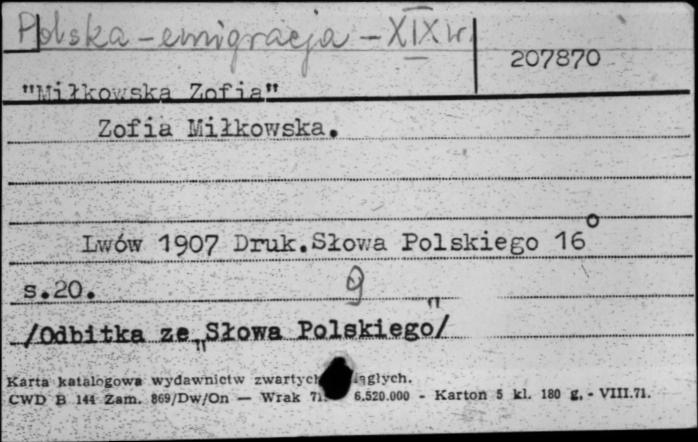 Polska - emigracja - XIX w.
207870
"Miłkowska Zofia"
Zofia Miłkowska.
Lwów 1907 Druk.Słowa Polskiego 16°
s.20.
9
/Odbitka ze „Słowa Polskiego"/
Karta katalogowa wydawnictw zwartych ciągłych.
CWD B 144 Zam. 869/Dw/On — Wrak 6.520.000 - Karton 5 kl. 180 g. - VIII.71.